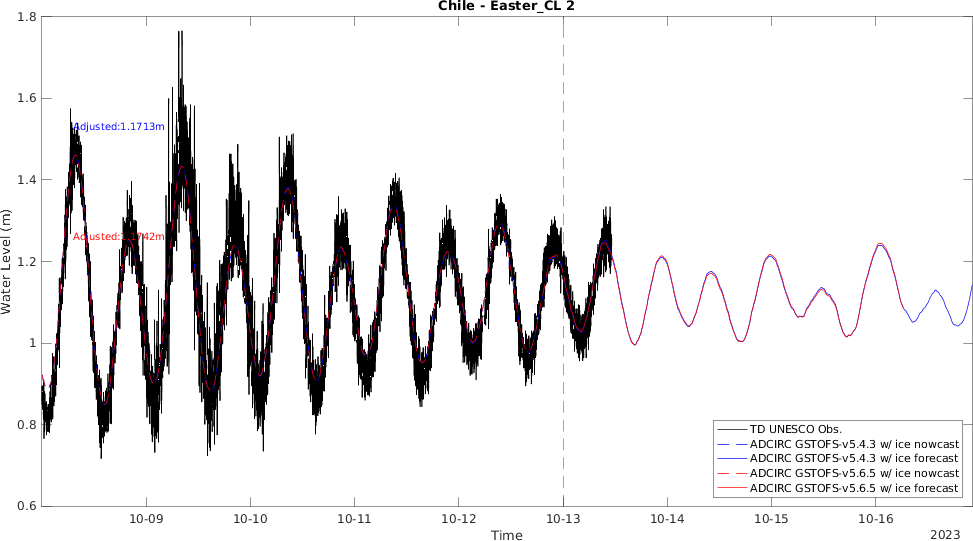 Chile - Easter_CL 2
1.8
1.6
1.4
1.2
1
0.8
0.6
Water Level (m)
Adjusted:1.1713m
Adjusted:1.1742m
TD UNESCO Obs.
ADCIRC GSTOFS-v5.4.3 w/ ice nowcast
ADCIRC GSTOFS-v5.4.3 w/ ice forecast
ADCIRC GSTOFS-v5.6.5 w/ ice nowcast
ADCIRC GSTOFS-v5.6.5 w/ ice forecast
10-09 10-10 10-11 10-12 10-13 10-14 10-15 10-16
Time
2023